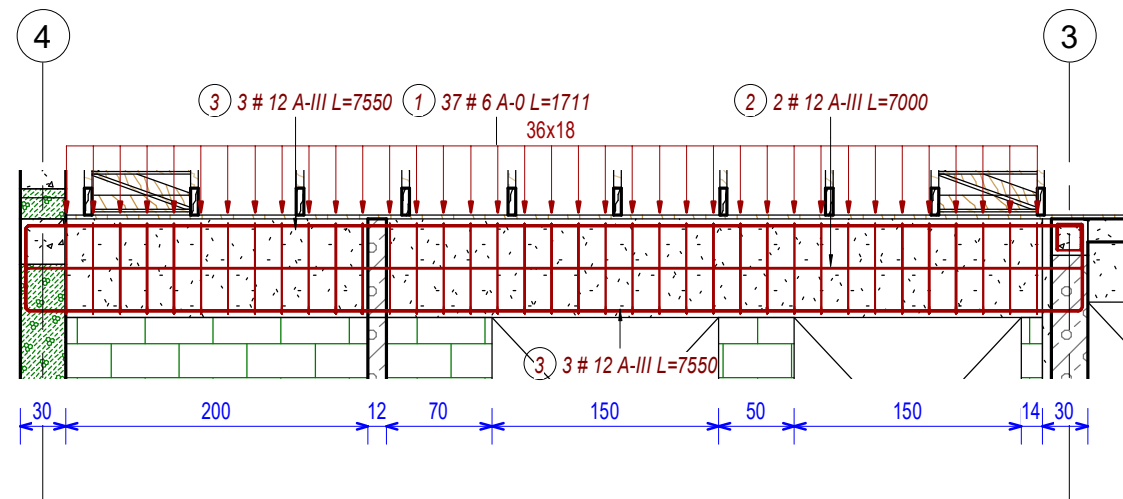 4
3
3 3 # 12 A-III L=7550
1 37 # 6 A-0 L=1711
2 2 # 12 A-III L=7000
36x18
3 3 # 12 A-III L=7550
30 200 12 70 150 50 150 14 30